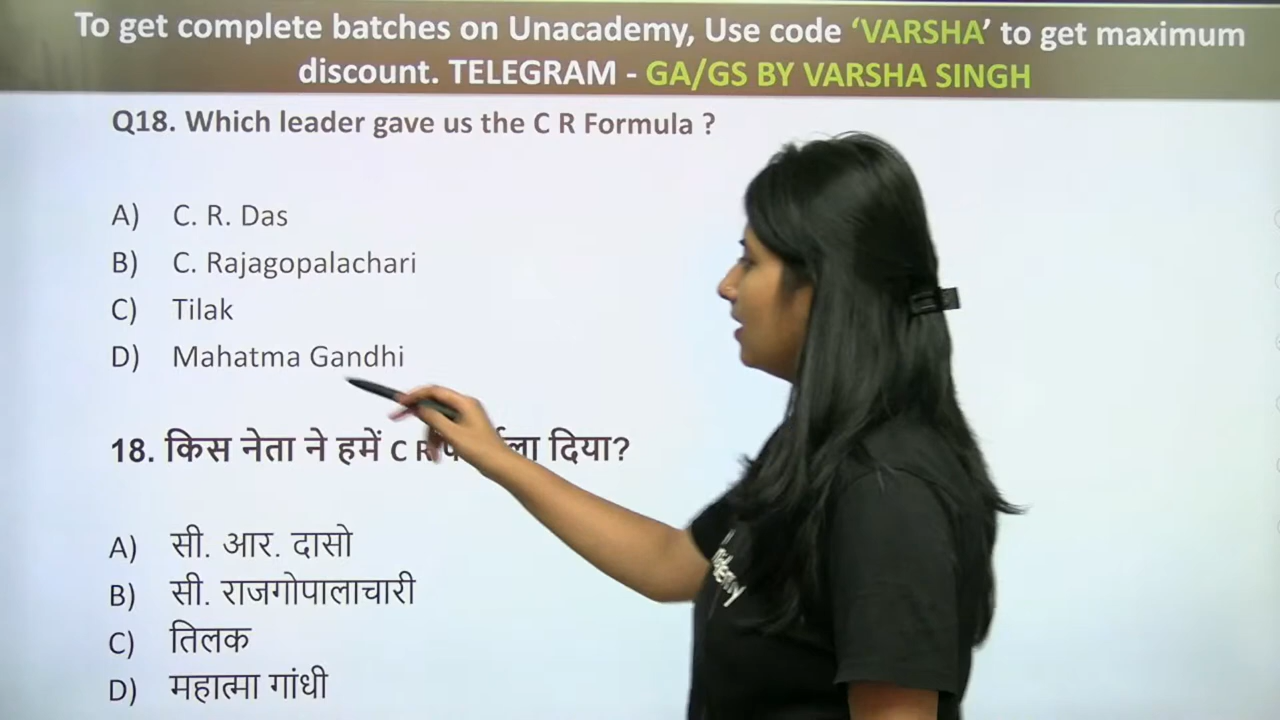 To get complete batches on Unacademy, Use code ‘VARSHA’ to get maximum
discount. TELEGRAM - GA/GS BY VARSHA SINGH
Q18. Which leader gave us the C R Formula ?
A) C. R. Das
B) C. Rajagopalachari
C) Tilak
D) Mahatma Gandhi
18. किस नेता ने हमें C R दिया?
A) सी. आर. दासो
B) सी. राजगोपालाचारी
C) तिलक
D) महात्मा गांधी